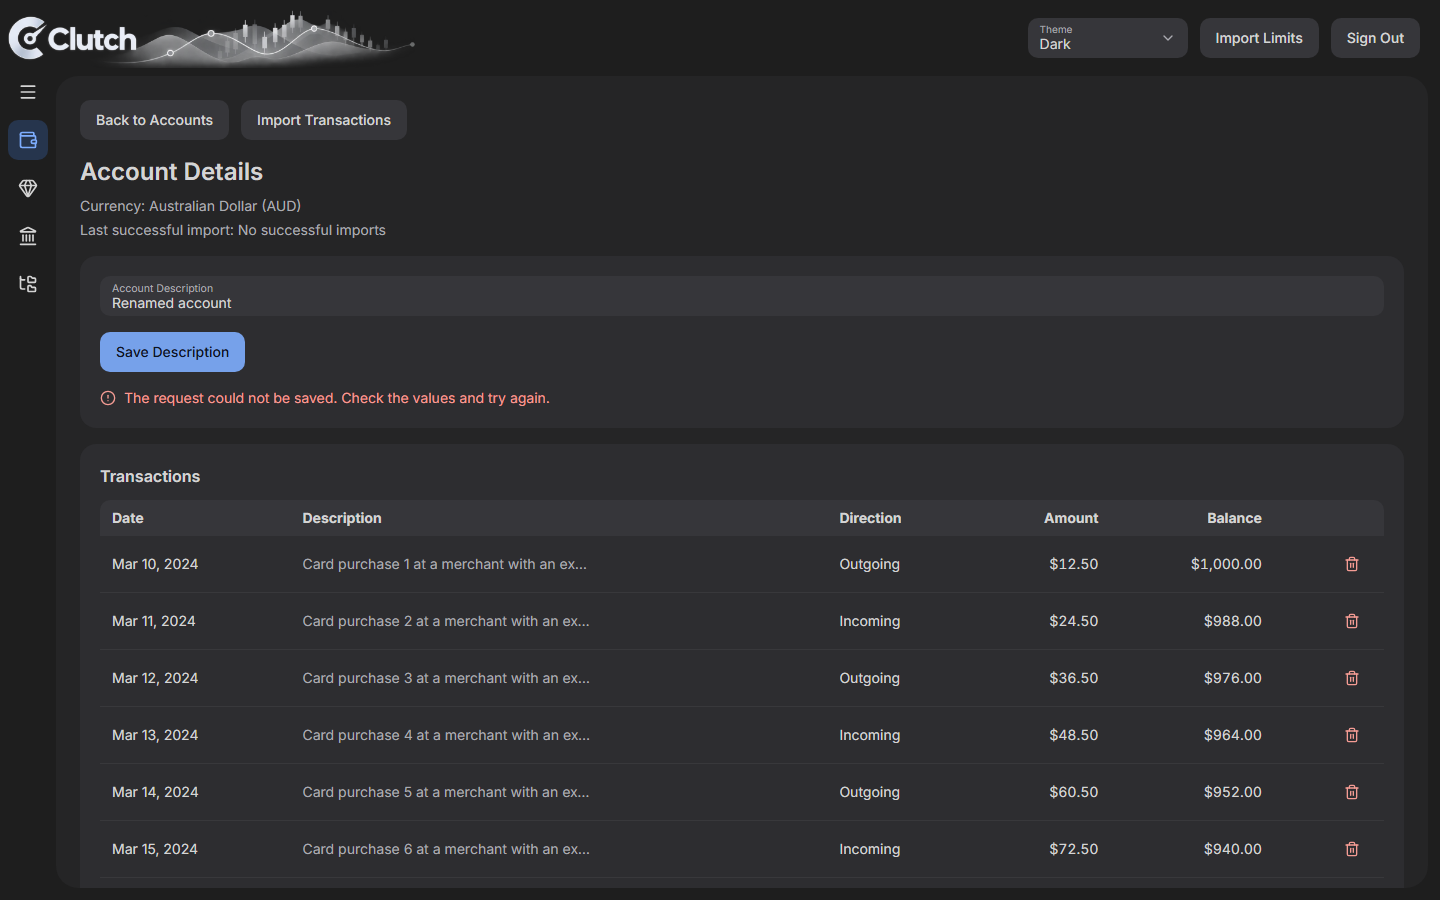 Clutch
Theme
Dark
Import Limits
Sign Out
Back to Accounts
Import Transactions
Account Details
Currency: Australian Dollar (AUD)
Last successful import: No successful imports
Account Description
Renamed account
Save Description
The request could not be saved. Check the values and try again.
Transactions
Date Description Direction Amount Balance
Mar 10, 2024 Card purchase 1 at a merchant with an ex... Outgoing $12.50 $1,000.00
Mar 11, 2024 Card purchase 2 at a merchant with an ex... Incoming $24.50 $988.00
Mar 12, 2024 Card purchase 3 at a merchant with an ex... Outgoing $36.50 $976.00
Mar 13, 2024 Card purchase 4 at a merchant with an ex... Incoming $48.50 $964.00
Mar 14, 2024 Card purchase 5 at a merchant with an ex... Outgoing $60.50 $952.00
Mar 15, 2024 Card purchase 6 at a merchant with an ex... Incoming $72.50 $940.00